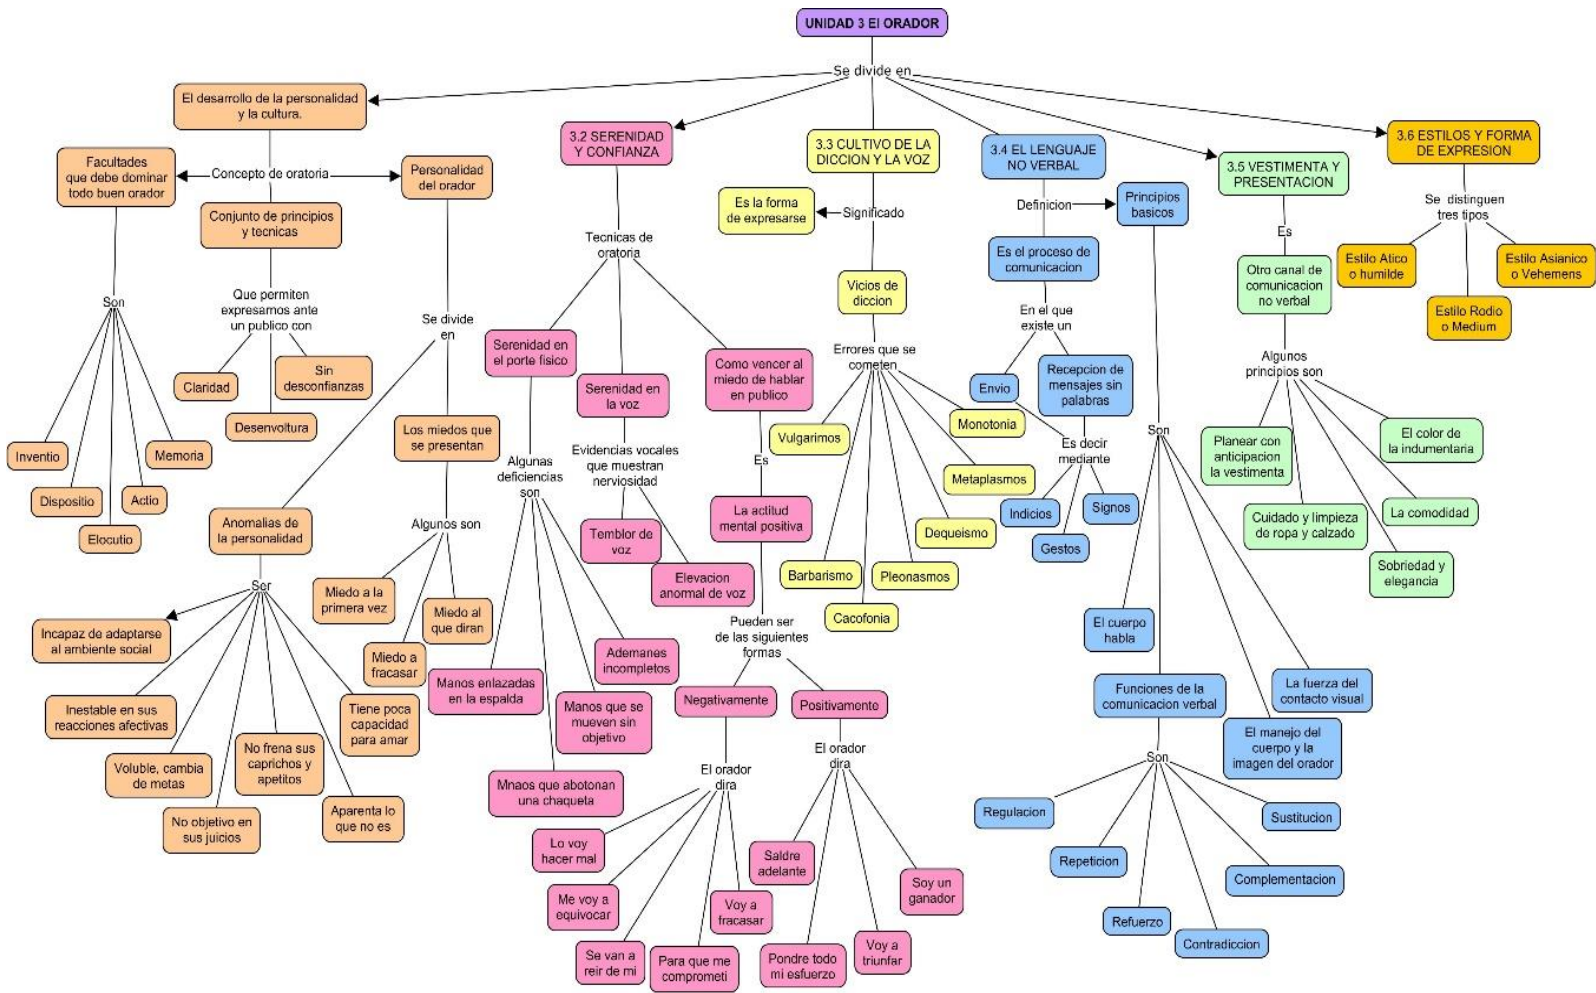 UNIDAD 3 El ORADOR
Se divide en
El desarrollo de la personalidad
y la cultura.
Facultades
que debe dominar
todo buen orador
Concepto de oratoria
Personalidad
del orador
Conjunto de principios
y tecnicas
Son
Que permiten
expresarnos ante
un publico con
Claridad
Sin
desconfianzas
Desenvoltura
Inventio
Memoria
Dispositio
Actio
Elocutio
Se divide
en
Los miedos que
se presentan
Anomalias de
la personalidad
Algunos son
Miedo a la
primera vez
Miedo al
que diran
Miedo a
fracasar
Ser
Incapaz de adaptarse
al ambiente social
Inestable en sus
reacciones afectivas
Tiene poca
capacidad
para amar
Voluble, cambia
de metas
No frena sus
caprichos y
apetitos
No objetivo en
sus juicios
Aparenta lo
que no es
3.2 SERENIDAD
Y CONFIANZA
Tecnicas de
oratoria
Serenidad en
el porte fisico
Serenidad en
la voz
Como vencer al
miedo de hablar
en publico
Algunas
deficiencias
son
Evidencias vocales
que muestran
nerviosidad
Es
Temblor de
voz
Elevacion
anormal de voz
La actitud
mental positiva
Ademanes
incompletos
Manos enlazadas
en la espalda
Manos que se
mueven sin
objetivo
Mnaos que abotonan
una chaqueta
Pueden ser
de las siguientes
formas
Negativamente
Positivamente
El orador
dira
El orador
dira
Lo voy
hacer mal
Me voy a
equivocar
Se van a
reir de mi
Para que me
comprometi
Voy a
fracasar
Saldre
adelante
Pondre todo
mi esfuerzo
Voy a
triunfar
Soy un
ganador
3.3 CULTIVO DE LA
DICCION Y LA VOZ
Es la forma
de expresarse
Significado
Vicios de
diccion
Errores que se
cometen
Vulgarimos
Monotonia
Metaplasmos
Dequeismo
Barbarismo
Pleonasmos
Cacofonia
3.4 EL LENGUAJE
NO VERBAL
Definicion
Principios
basicos
Es el proceso de
comunicacion
En el que
existe un
Envio
Recepcion de
mensajes sin
palabras
Es decir
mediante
Indicios
Signos
Gestos
Son
El cuerpo
habla
Funciones de la
comunicacion verbal
La fuerza del
contacto visual
El manejo del
cuerpo y la
imagen del orador
Son
Regulacion
Sustitucion
Repeticion
Complementacion
Refuerzo
Contradiccion
3.5 VESTIMENTA Y
PRESENTACION
Es
Otro canal de
comunicacion
no verbal
Algunos
principios son
Planear con
anticipacion
la vestimenta
El color de
la indumentaria
Cuidado y limpieza
de ropa y calzado
La comodidad
Sobriedad y
elegancia
3.6 ESTILOS Y FORMA
DE EXPRESION
Se distinguen
tres tipos
Estilo Atico
o humilde
Estilo Asianico
o Vehemens
Estilo Rodio
o Medium